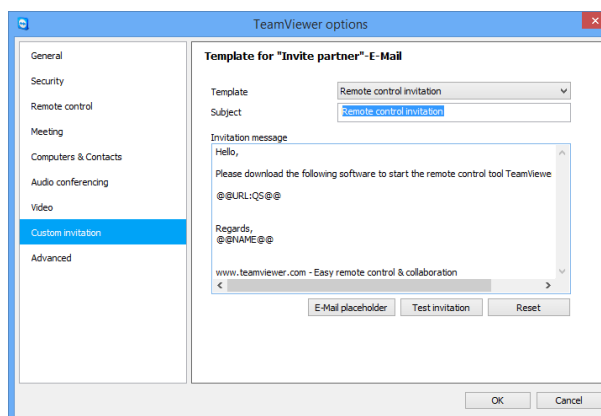 TeamViewer options
General
Security
Remote control
Meeting
Computers & Contacts
Audio conferencing
Video
Custom invitation
Advanced
Template for "Invite partner"-E-Mail
Template
Remote control invitation
Subject
Remote control invitation
Invitation message
Hello,
Please download the following software to start the remote control tool TeamViewe
@@URL:QS@@
Regards,
@@NAME@@
www.teamviewer.com - Easy remote control & collaboration
E-Mail placeholder
Test invitation
Reset
OK
Cancel